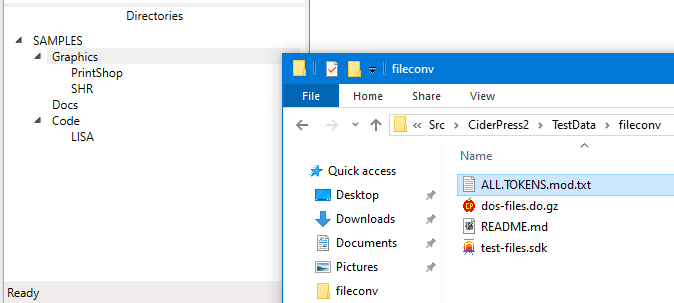 Directories
SAMPLES
Graphics
PrintShop
SHR
Docs
Code
LISA
Ready
fileconv
File Home Share View
« Src > CiderPress2 > TestData > fileconv
Quick access
Desktop
Downloads
Documents
Pictures
fileconv
Name
ALL.TOKENS.mod.txt
dos-files.do.gz
README.md
test-files.sdk